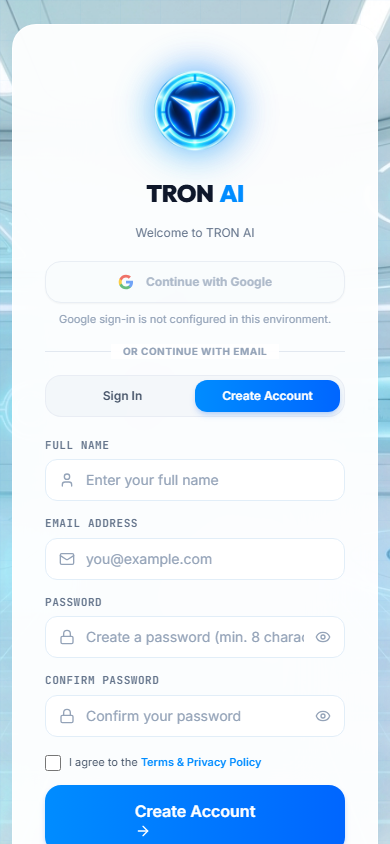 TRON AI
Welcome to TRON AI
Continue with Google
Google sign-in is not configured in this environment.
OR CONTINUE WITH EMAIL
Sign In
Create Account
FULL NAME
Enter your full name
EMAIL ADDRESS
you@example.com
PASSWORD
Create a password (min. 8 charac
CONFIRM PASSWORD
Confirm your password
I agree to the Terms & Privacy Policy
Create Account
→